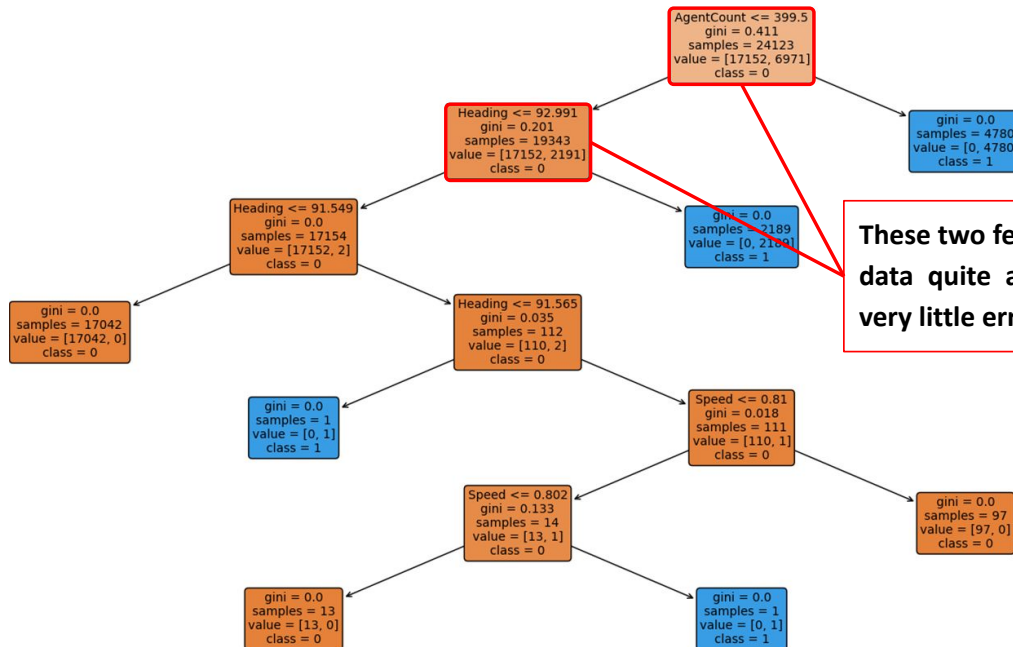 AgentCount <= 399.5
gini = 0.411
samples = 24123
value = [17152, 6971]
class = 0
Heading <= 92.991
gini = 0.201
samples = 19343
value = [17152, 2191]
class = 0
gini = 0.0
samples = 4780
value = [0, 4780
class = 1
Heading <= 91.549
gini = 0.0
samples = 17154
value = [17152, 2]
class = 0
gini = 0.0
samples = 2189
value = [0, 2189]
class = 1
These two fe
data quite a
very little err
gini = 0.0
samples = 17042
value = [17042, 0]
class = 0
Heading <= 91.565
gini = 0.035
samples = 112
value = [110, 2]
class = 0
gini = 0.0
samples = 1
value = [0, 1]
class = 1
Speed <= 0.81
gini = 0.018
samples = 111
value = [110, 1]
class = 0
Speed <= 0.802
gini = 0.133
samples = 14
value = [13, 1]
class = 0
gini = 0.0
samples = 97
value = [97, 0]
class = 0
gini = 0.0
samples = 13
value = [13, 0]
class = 0
gini = 0.0
samples = 1
value = [0, 1]
class = 1